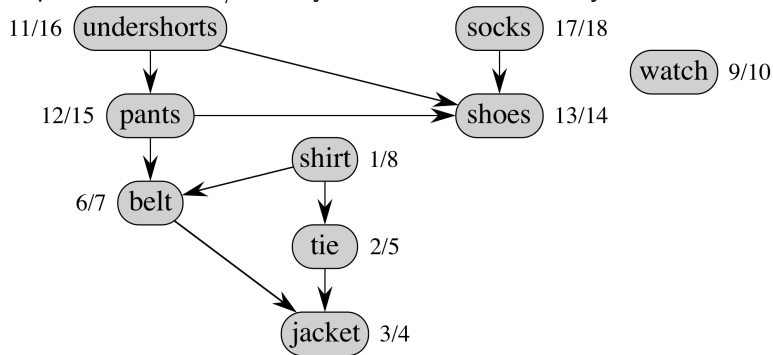 11/16 undershorts socks 17/18
watch 9/10
12/15 pants shoes 13/14
shirt 1/8
6/7 belt
tie 2/5
jacket 3/4